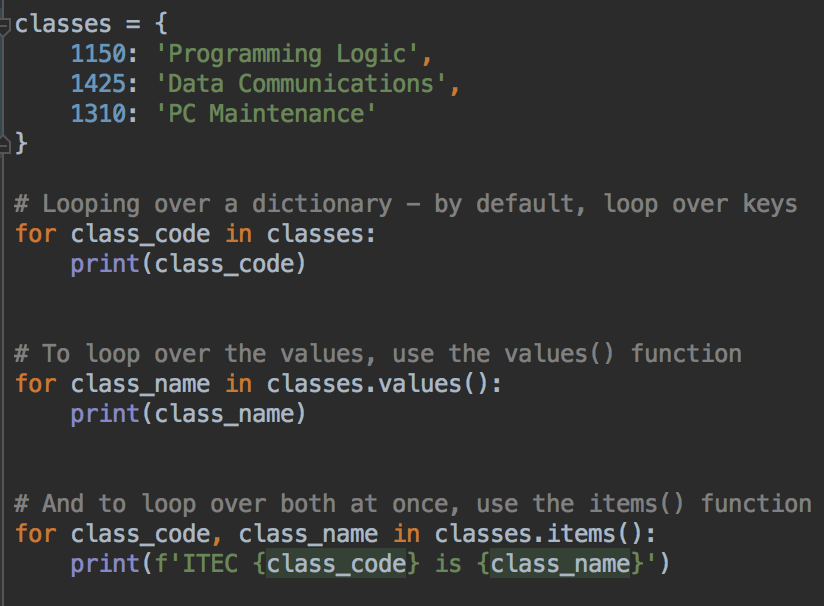 classes = {
    1150: 'Programming Logic',
    1425: 'Data Communications',
    1310: 'PC Maintenance'
}
# Looping over a dictionary - by default, loop over keys
for class_code in classes:
    print(class_code)
# To loop over the values, use the values() function
for class_name in classes.values():
    print(class_name)
# And to loop over both at once, use the items() function
for class_code, class_name in classes.items():
    print(f'ITEC {class_code} is {class_name}')